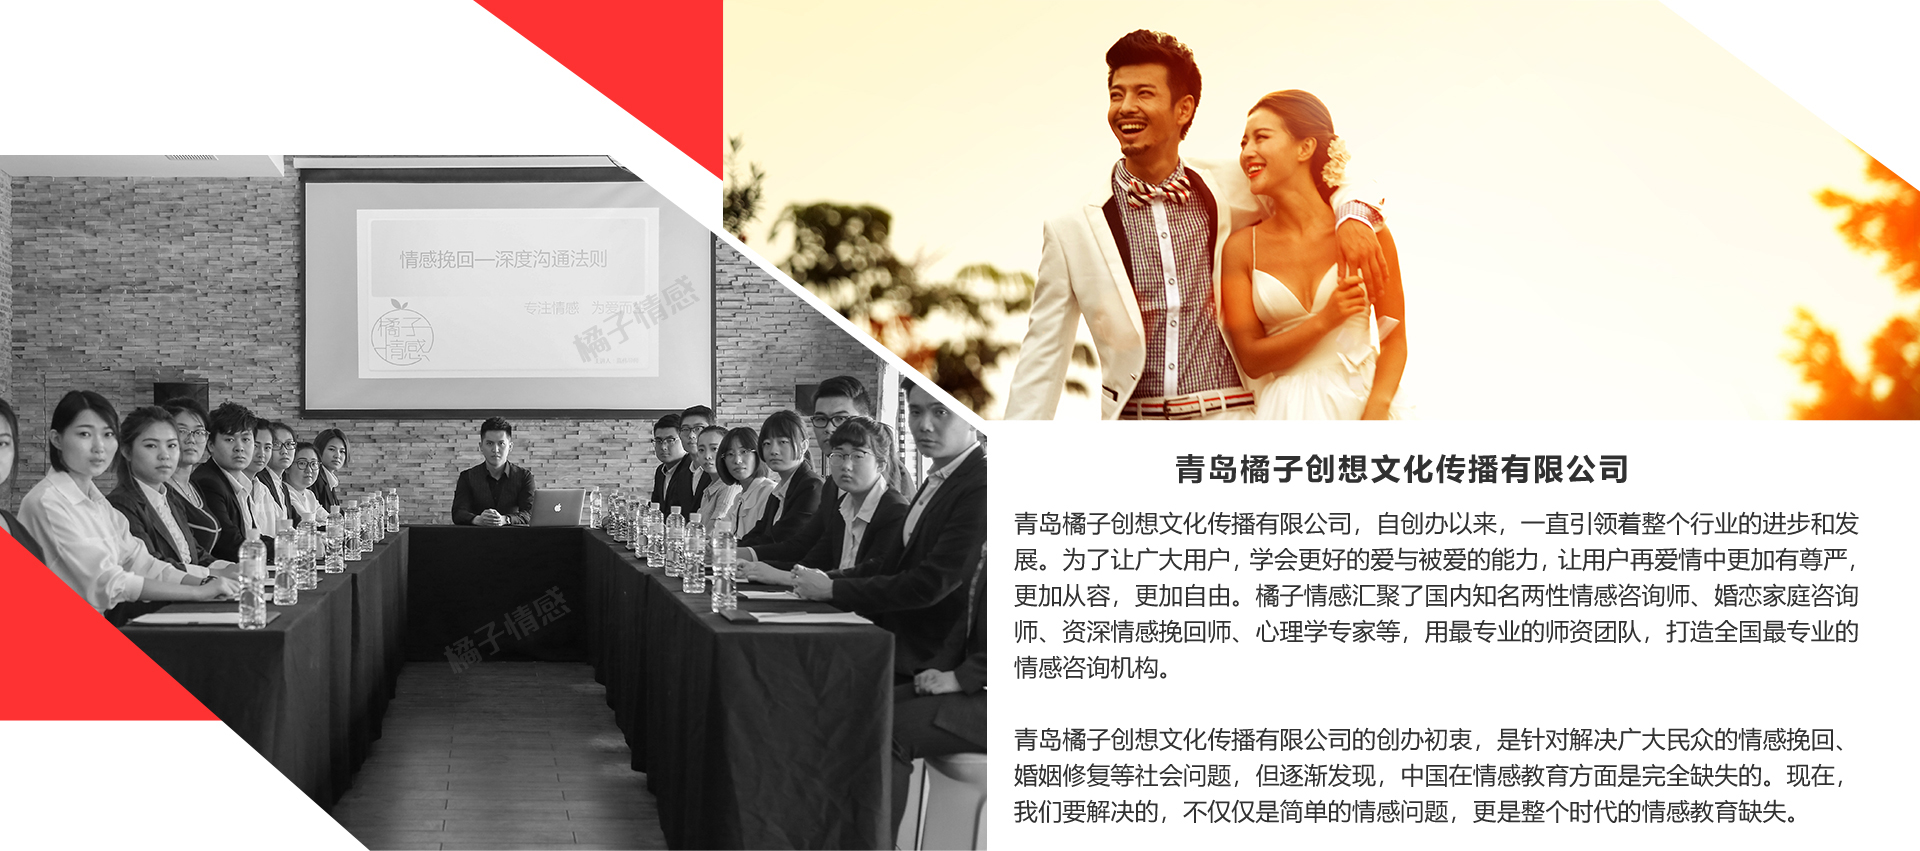 情感挽回—深度沟通法则
专注情感 为爱而
橘子情感
橘子
情感
橘子情感
青岛橘子创想文化传播有限公司
青岛橘子创想文化传播有限公司，自创办以来，一直引领着整个行业的进步和发
展。为了让广大用户，学会更好的爱与被爱的能力，让用户再爱情中更加有尊严，
更加从容，更加自由。橘子情感汇聚了国内知名两性情感咨询师、婚恋家庭咨询
师、资深情感挽回师、心理学专家等，用最专业的师资团队，打造全国最专业的
情感咨询机构。
青岛橘子创想文化传播有限公司的创办初衷，是针对解决广大民众的情感挽回、
婚姻修复等社会问题，但逐渐发现，中国在情感教育方面是完全缺失的。现在，
我们要解决的，不仅仅是简单的情感问题，更是整个时代的情感教育缺失。